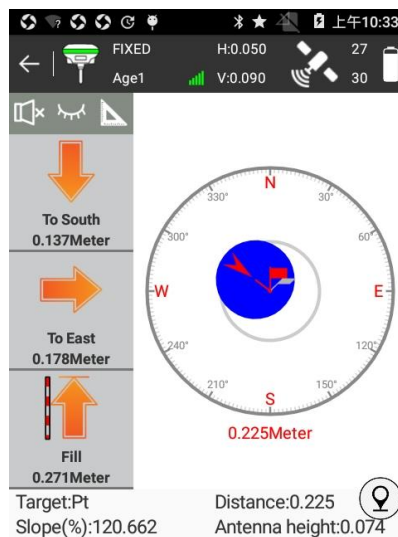 上午10:33
FIXED H:0.050 27
Age1 V:0.090 30
To South
0.137Meter
To East
0.178Meter
Fill
0.271Meter
N
330° 30°
300° 60°
W E
240° 120°
210° 150°
S
0.225Meter
Target:Pt Distance:0.225
Slope(%):120.662 Antenna height:0.074